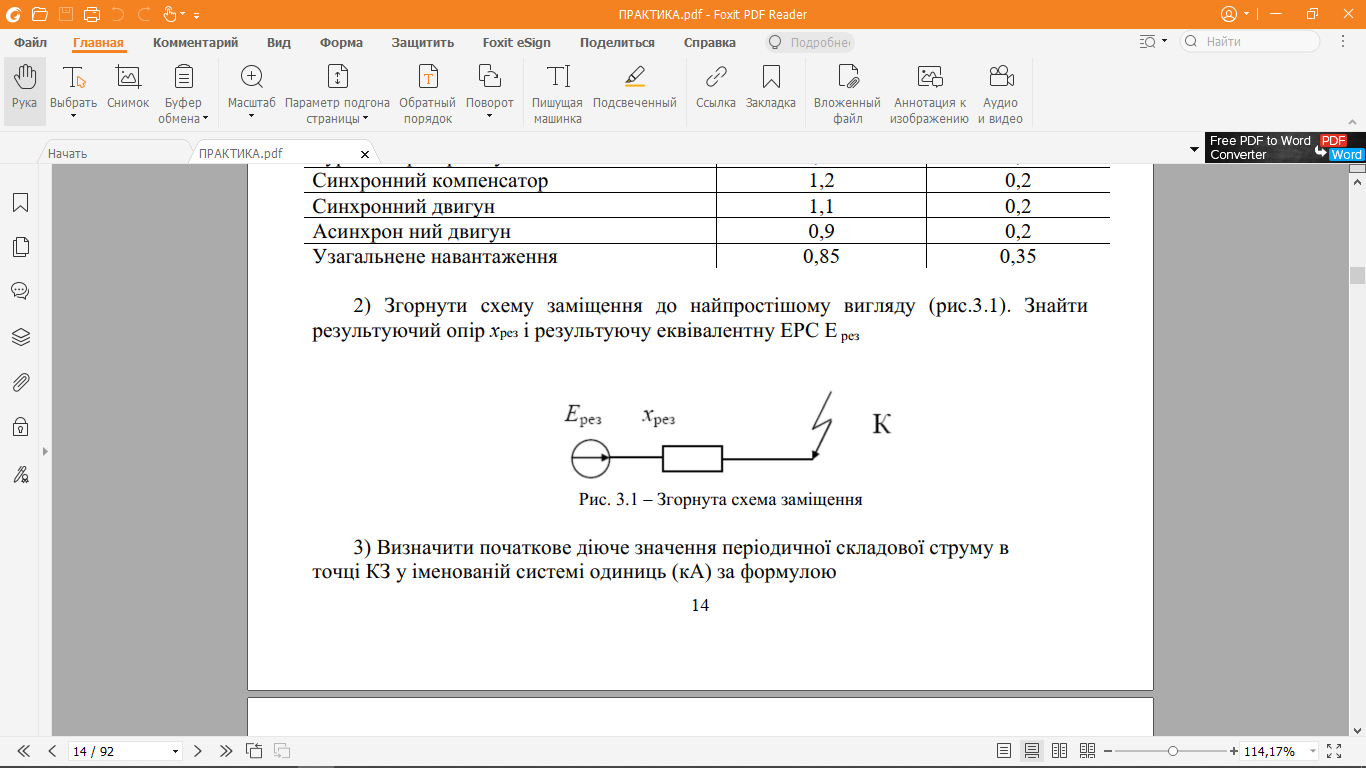 ПРАКТИКА.pdf - Foxit PDF Reader
Файл Главная Комментарий Вид Форма Защитить Foxit eSign Поделиться Справка Подробнее Найти
Рука Выбрать Снимок Буфер обмена Масштаб Параметр подгона страницы Обратный порядок Поворот Пишущая машинка Подсвеченный Ссылка Закладка Вложенный файл Аннотация к изображению Аудио и видео
Начать ПРАКТИКА.pdf
Free PDF to Word PDF
Converter Word
Синхронний компенсатор 1,2 0,2
Синхронний двигун 1,1 0,2
Асинхрон ний двигун 0,9 0,2
Узагальнене навантаження 0,85 0,35
2) Згорнути схему заміщення до найпростішому вигляду (рис.3.1). Знайти
результуючий опір xрез і результуючу еквівалентну ЕРС Е рез
Eрез xрез К
Рис. 3.1 – Згорнута схема заміщення
3) Визначити початкове діюче значення періодичної складової струму в
точці КЗ у іменованій системі одиниць (кА) за формулою
14
14 / 92 114,17%